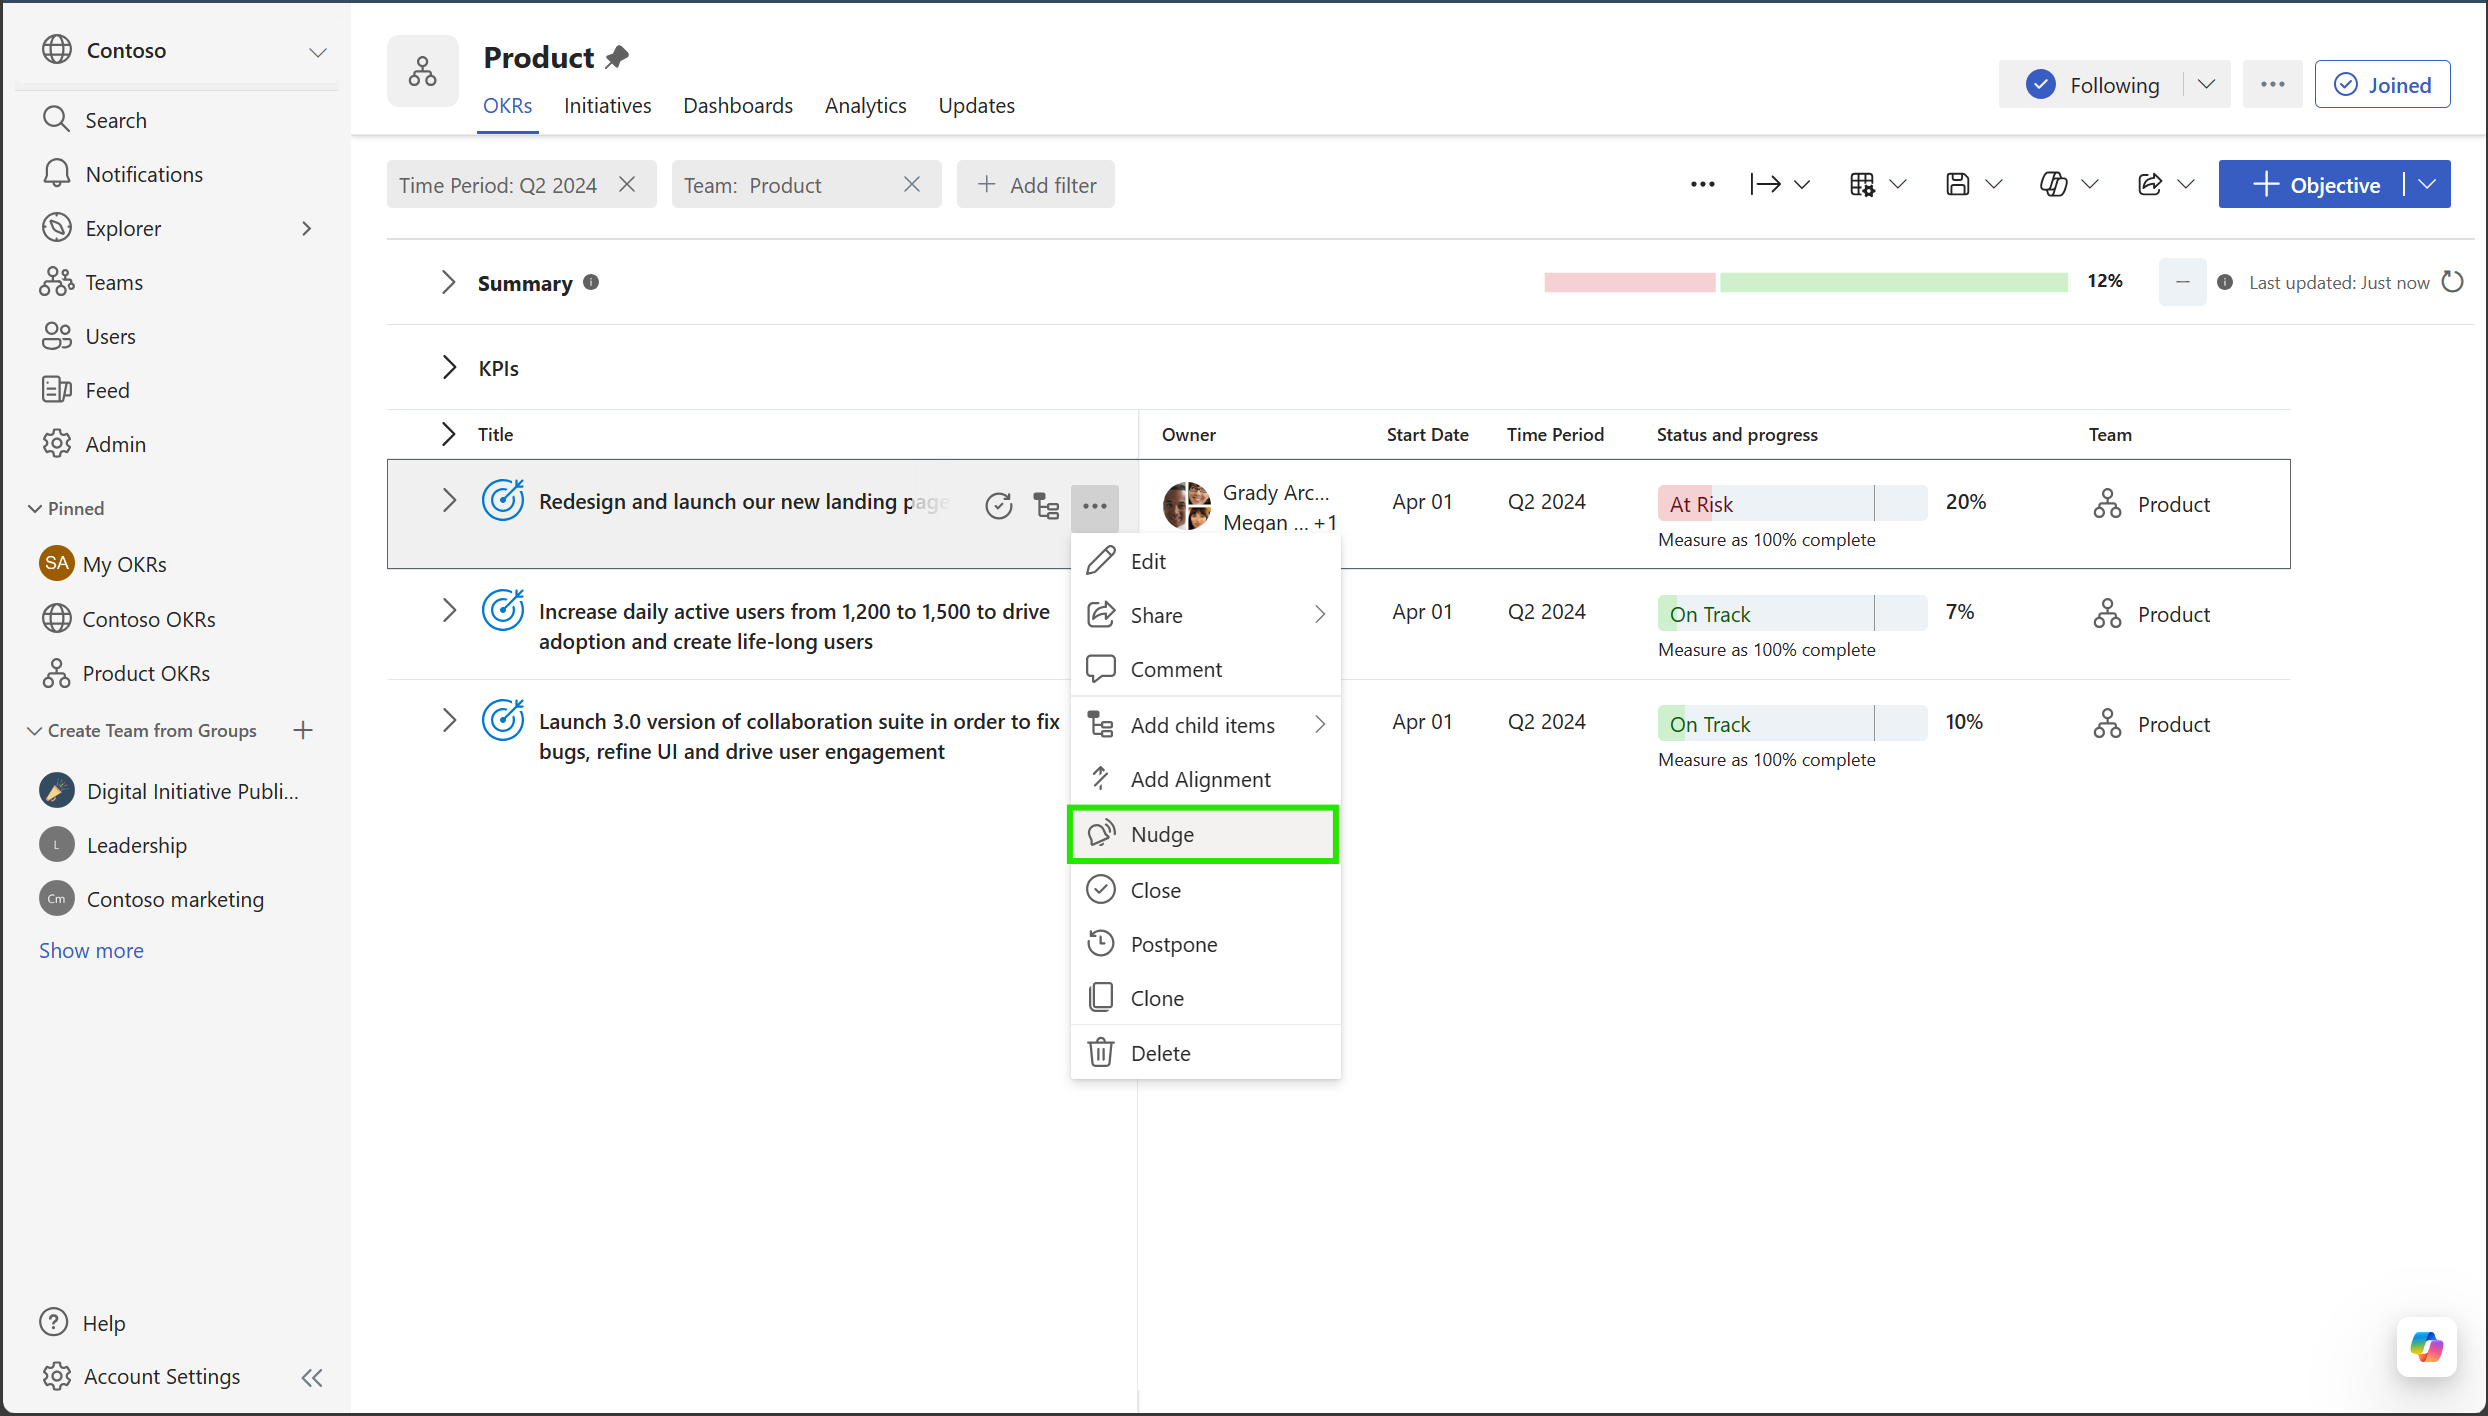 Contoso
Search
Notifications
Explorer
Teams
Users
Feed
Admin
Pinned
SA My OKRs
Contoso OKRs
Product OKRs
Create Team from Groups
Digital Initiative Publi...
L Leadership
Cm Contoso marketing
Show more
Help
Account Settings
Product
OKRs Initiatives Dashboards Analytics Updates
Following
Joined
Time Period: Q2 2024
Team: Product
Add filter
Objective
Summary
12%
Last updated: Just now
KPIs
Title Owner Start Date Time Period Status and progress Team
Redesign and launch our new landing page
Grady Arc...
Megan ... +1
Apr 01
Q2 2024
At Risk
20%
Measure as 100% complete
Product
Increase daily active users from 1,200 to 1,500 to drive
adoption and create life-long users
Apr 01
Q2 2024
On Track
7%
Measure as 100% complete
Product
Launch 3.0 version of collaboration suite in order to fix
bugs, refine UI and drive user engagement
Apr 01
Q2 2024
On Track
10%
Measure as 100% complete
Product
Edit
Share
Comment
Add child items
Add Alignment
Nudge
Close
Postpone
Clone
Delete